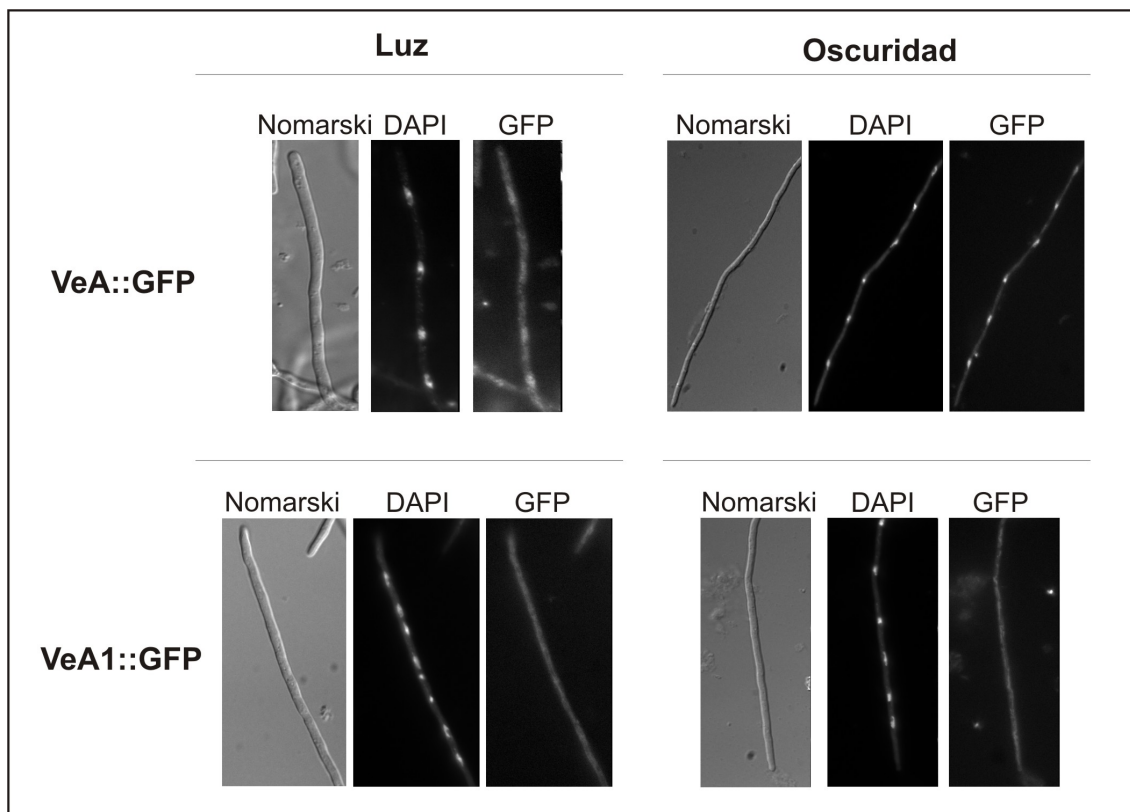 Luz
Oscuridad
Nomarski DAPI GFP
Nomarski DAPI GFP
VeA::GFP
Nomarski DAPI GFP
Nomarski DAPI GFP
VeA1::GFP